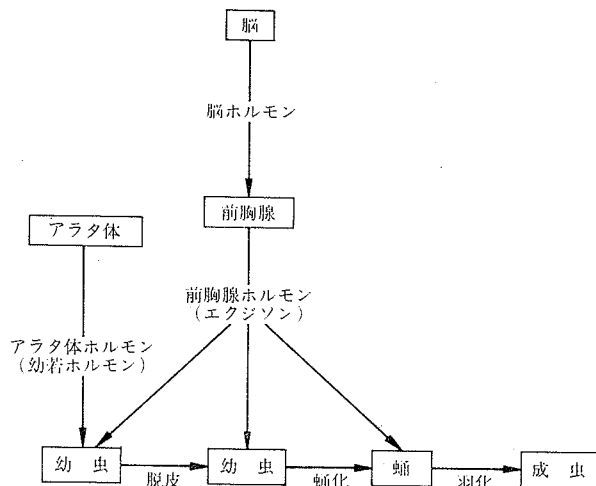 脳
脳ホルモン
前胸腺
アラタ体
前胸腺ホルモン
(エクジソン)
アラタ体ホルモン
(幼若ホルモン)
幼虫
脱皮
幼虫
蛹化
蛹
羽化
成虫